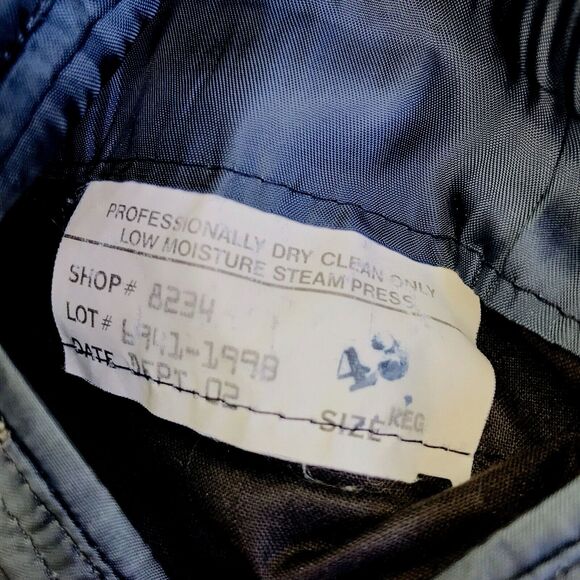 PROFESSIONALLY DRY CLEAN ONLY
LOW MOISTURE STEAM PRESS
SHOP # 8234
LOT # 6941-1998
43
DATE DEPT 02
SIZE REG